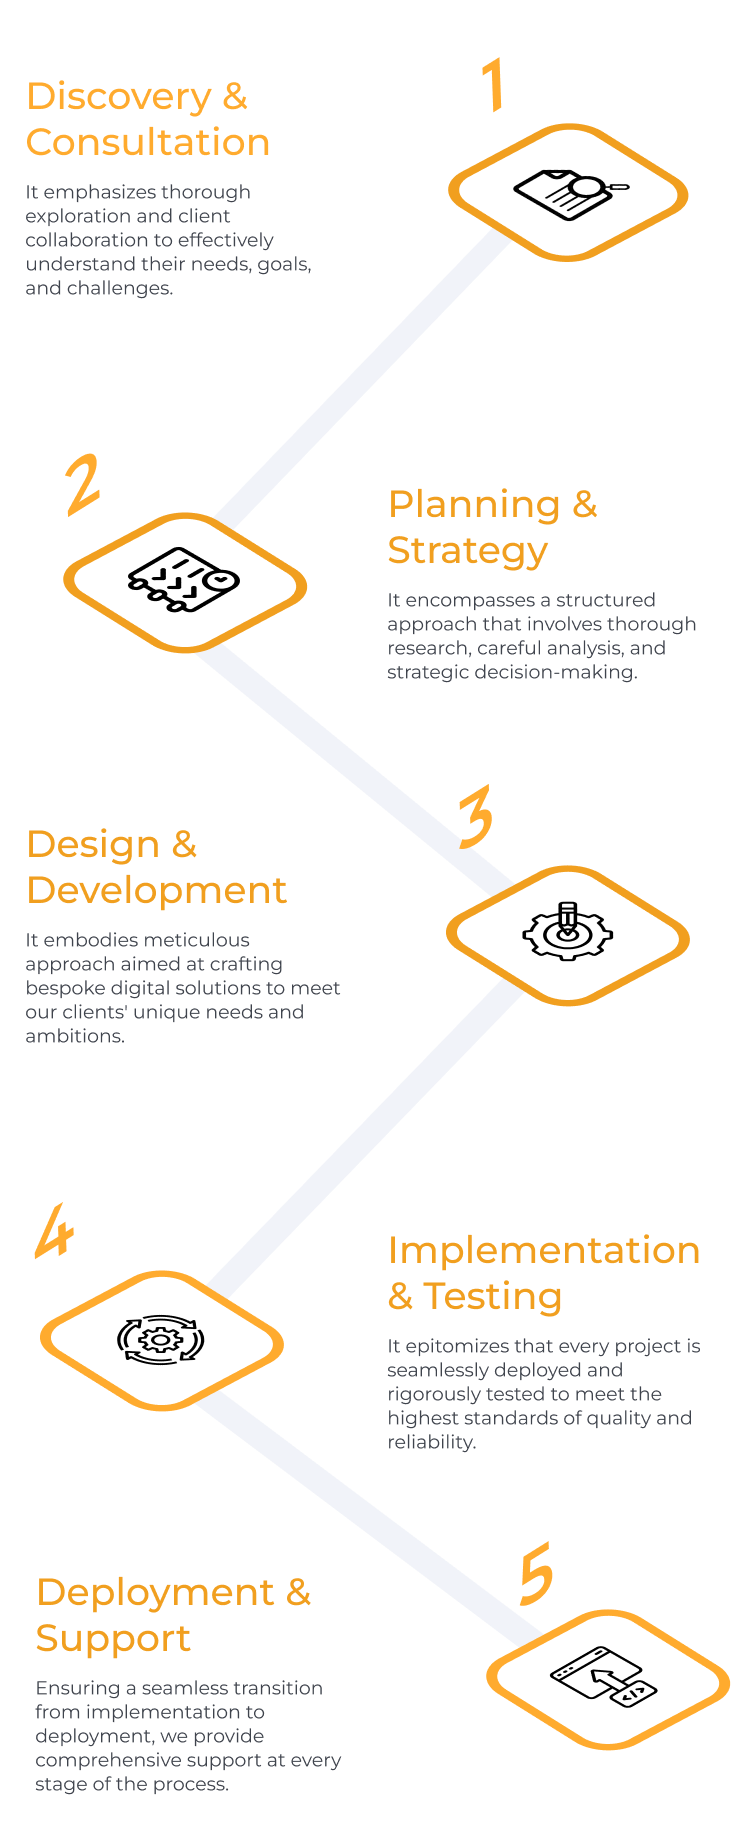 1
Discovery &
Consultation
It emphasizes thorough
exploration and client
collaboration to effectively
understand their needs, goals,
and challenges.
2
Planning &
Strategy
It encompasses a structured
approach that involves thorough
research, careful analysis, and
strategic decision-making.
3
Design &
Development
It embodies meticulous
approach aimed at crafting
bespoke digital solutions to meet
our clients' unique needs and
ambitions.
4
Implementation
& Testing
It epitomizes that every project is
seamlessly deployed and
rigorously tested to meet the
highest standards of quality and
reliability.
5
Deployment &
Support
Ensuring a seamless transition
from implementation to
deployment, we provide
comprehensive support at every
stage of the process.